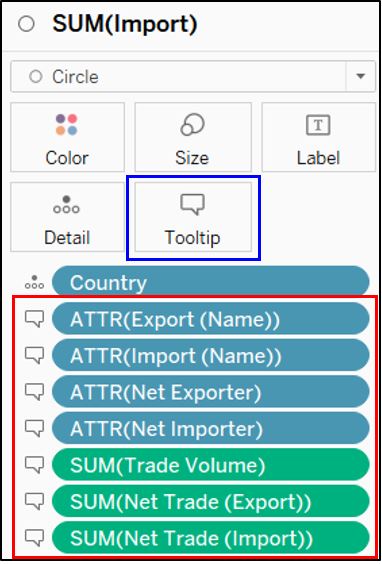 SUM(Import)
Circle
Color Size T Label
Detail Tooltip
Country
ATTR(Export (Name))
ATTR(Import (Name))
ATTR(Net Exporter)
ATTR(Net Importer)
SUM(Trade Volume)
SUM(Net Trade (Export))
SUM(Net Trade (Import))